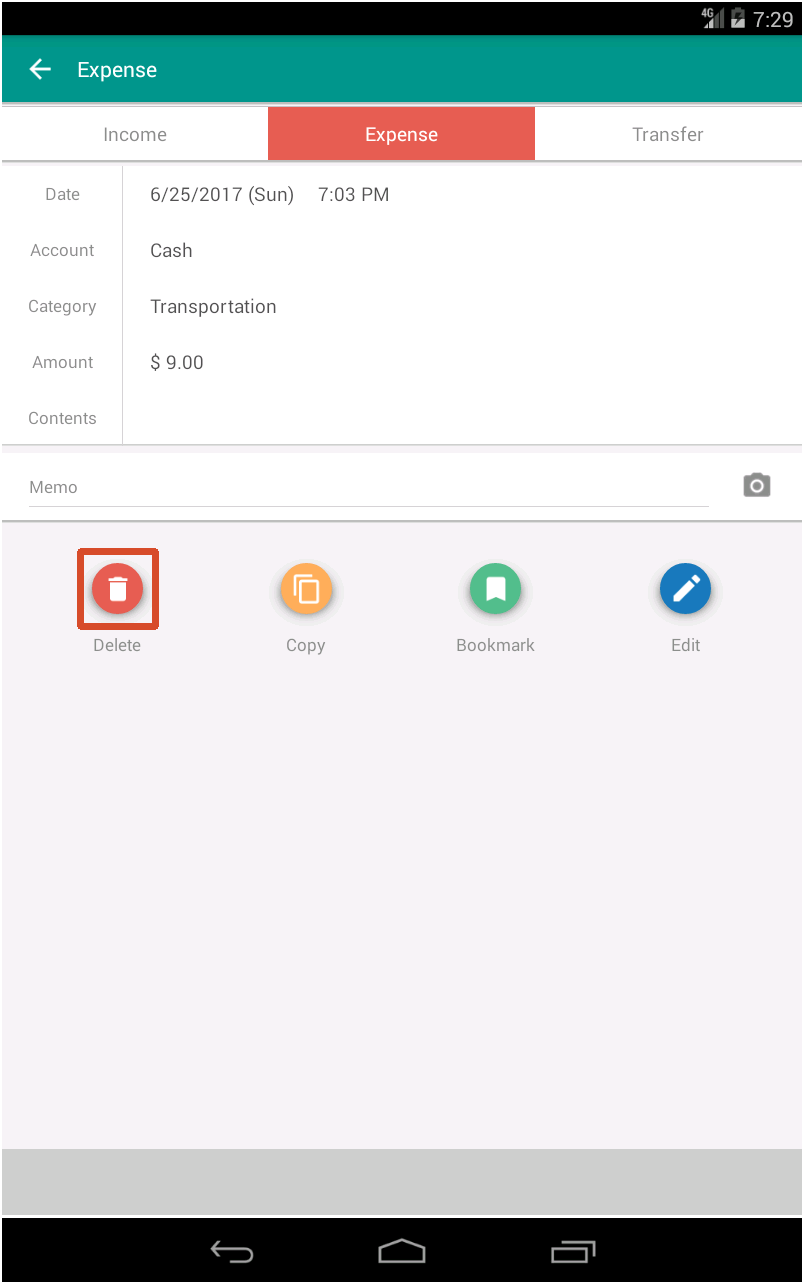 4G 7:29
Expense
Income Expense Transfer
Date 6/25/2017 (Sun) 7:03 PM
Account Cash
Category Transportation
Amount $ 9.00
Contents
Memo
Delete Copy Bookmark Edit